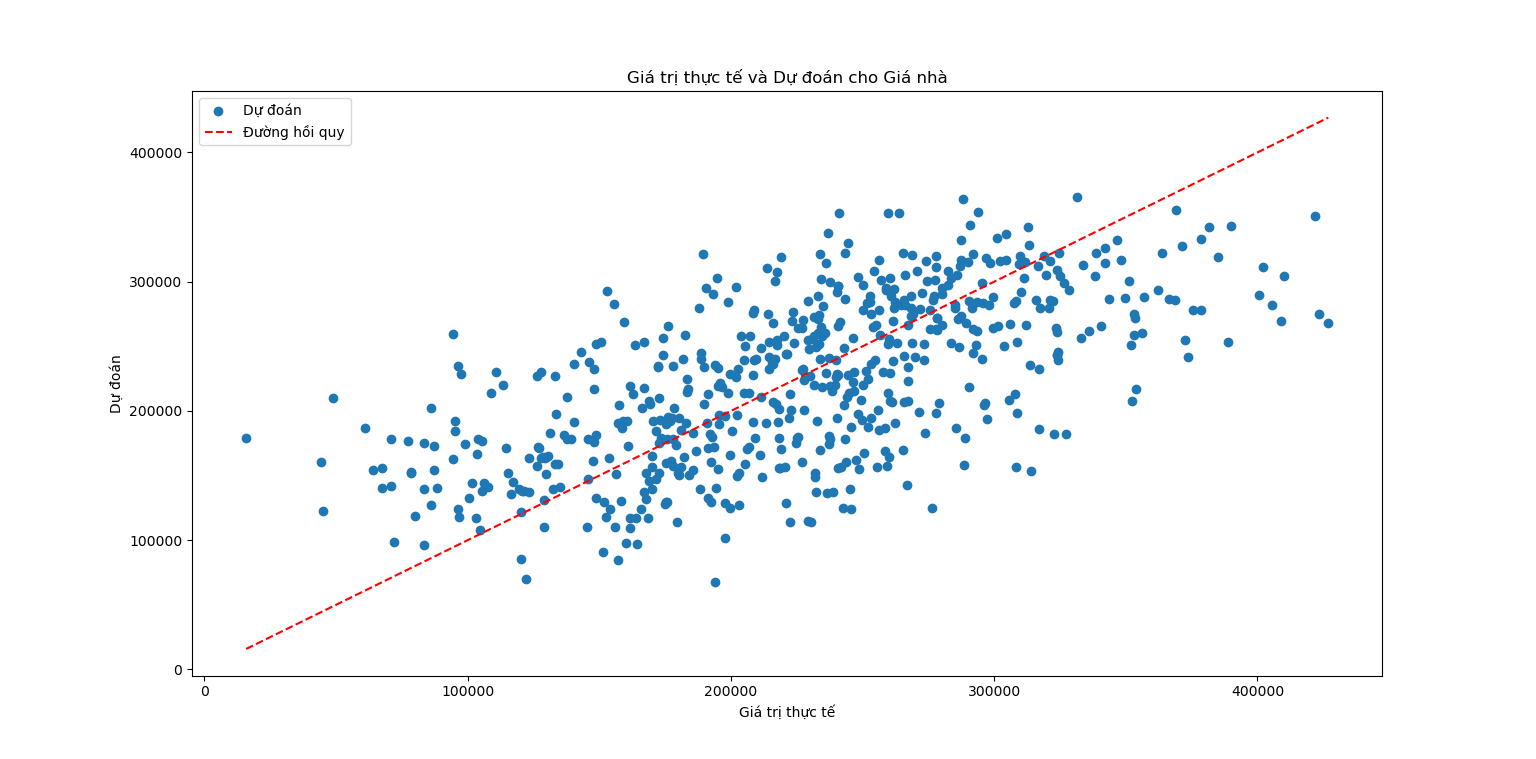 Giá trị thực tế và Dự đoán cho Giá nhà
Dự đoán
Đường hồi quy
400000
300000
200000
100000
0
Dự đoán
0 100000 200000 300000 400000
Giá trị thực tế